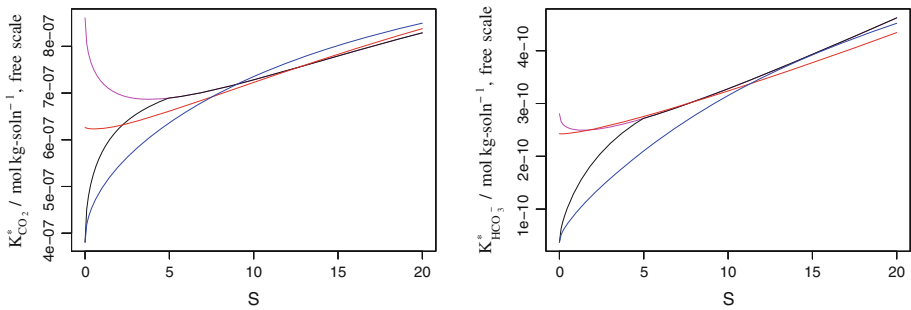 K*CO2 / mol kg-soln−1, free scale
8e−07
7e−07
6e−07
5e−07
4e−07
0 5 10 15 20
S
K*HCO3− / mol kg-soln−1, free scale
4e−10
3e−10
2e−10
1e−10
0 5 10 15 20
S